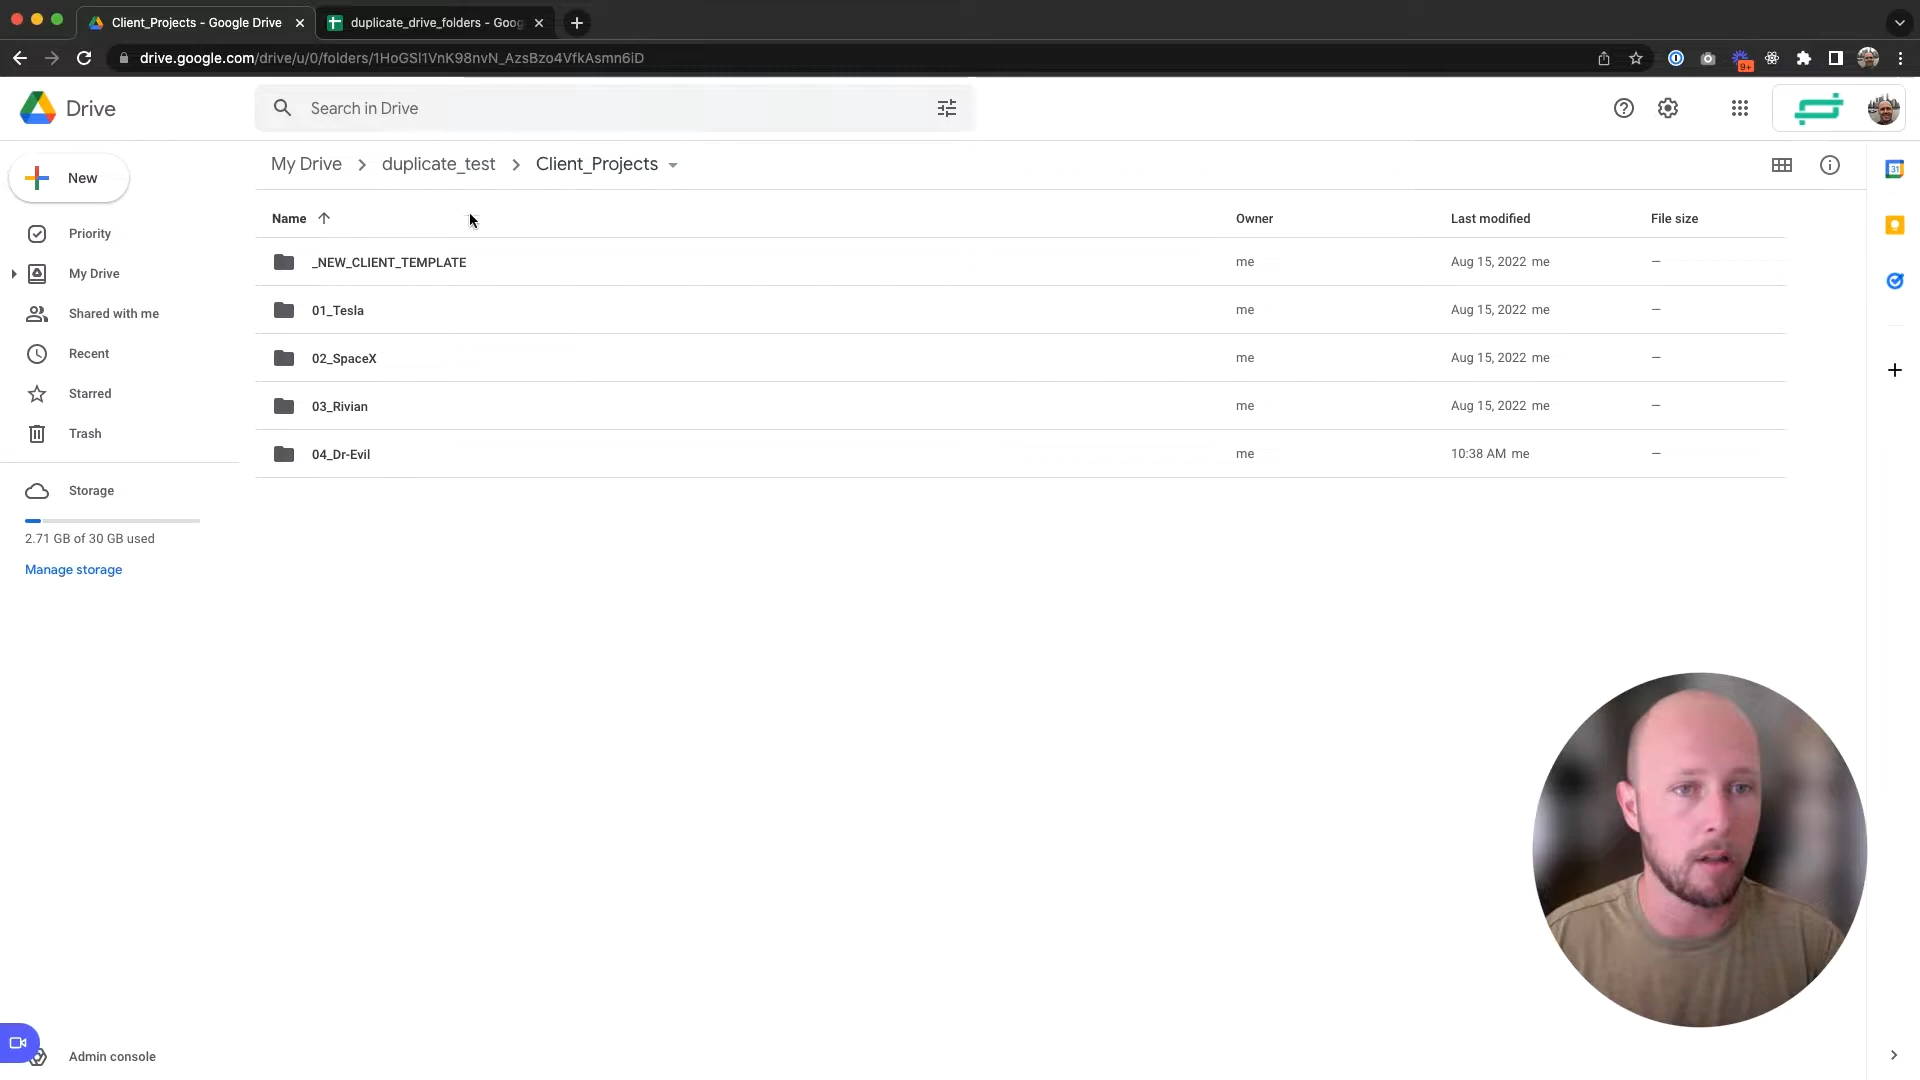 Client_Projects - Google Drive
duplicate_drive_folders - Goog
drive.google.com/drive/u/0/folders/1HoGSl1VnK98nvN_AzsBzo4VfkAsmn6iD
9+
Drive
Search in Drive
New
My Drive
duplicate_test
Client_Projects
31
Name
Owner
Last modified
File size
Priority
My Drive
Shared with me
Recent
Starred
Trash
Storage
2.71 GB of 30 GB used
Manage storage
_NEW_CLIENT_TEMPLATE
me
Aug 15, 2022 me
—
01_Tesla
me
Aug 15, 2022 me
—
02_SpaceX
me
Aug 15, 2022 me
—
03_Rivian
me
Aug 15, 2022 me
—
04_Dr-Evil
me
10:38 AM me
—
Admin console